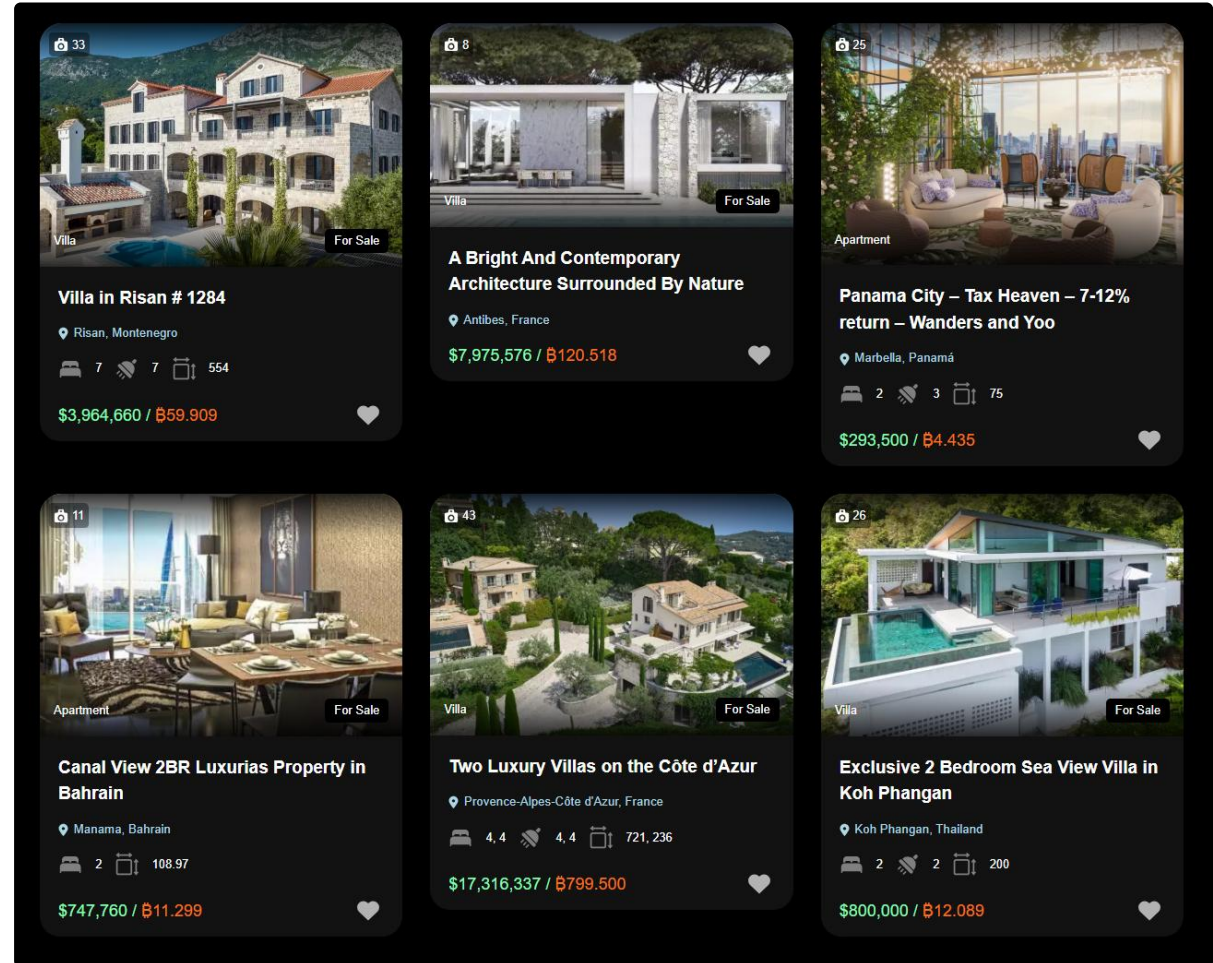 33
Villa
For Sale
Villa in Risan # 1284
Risan, Montenegro
7 7 554
$3,964,660 / ₿59.909
8
Villa
For Sale
A Bright And Contemporary
Architecture Surrounded By Nature
Antibes, France
$7,975,576 / ₿120.518
25
Apartment
Panama City – Tax Heaven – 7-12%
return – Wanders and Yoo
Marbella, Panamá
2 3 75
$293,500 / ₿4.435
11
Apartment
For Sale
Canal View 2BR Luxurias Property in
Bahrain
Manama, Bahrain
2 108.97
$747,760 / ₿11.299
43
Villa
For Sale
Two Luxury Villas on the Côte d’Azur
Provence-Alpes-Côte d’Azur, France
4, 4 4, 4 721, 236
$17,316,337 / ₿799.500
26
Villa
For Sale
Exclusive 2 Bedroom Sea View Villa in
Koh Phangan
Koh Phangan, Thailand
2 2 200
$800,000 / ₿12.089